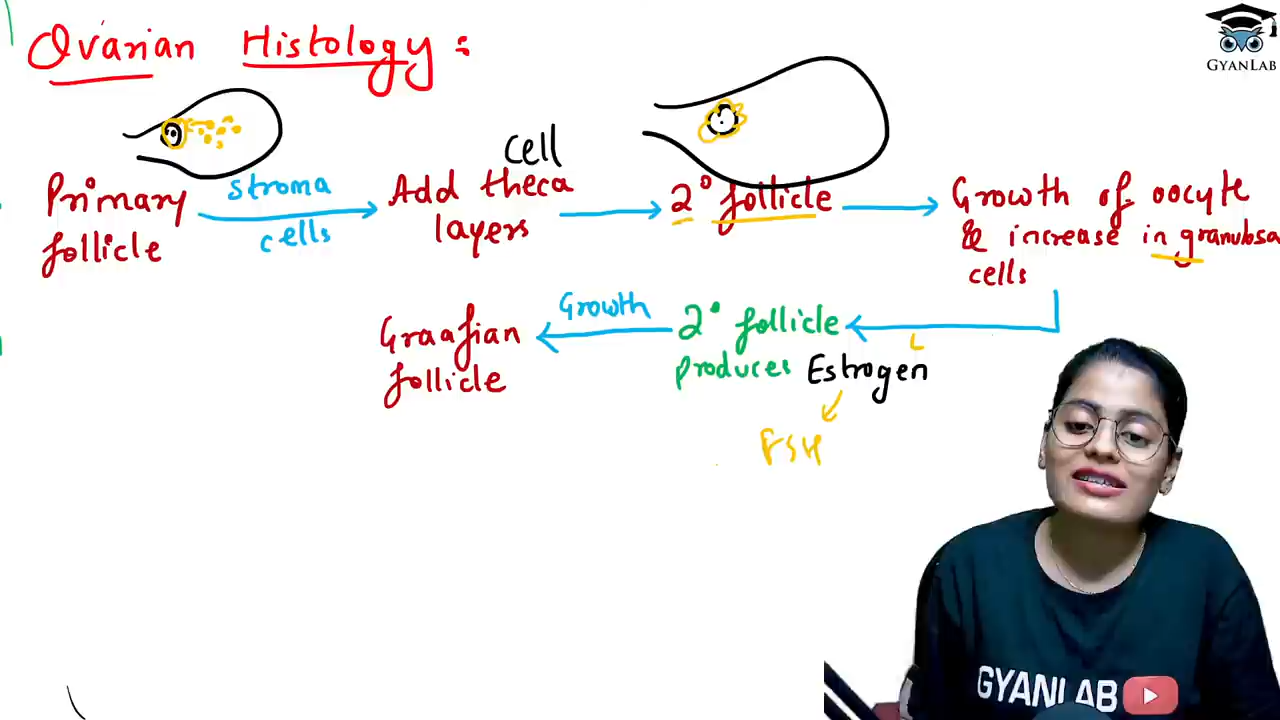 Ovarian Histology :
GYANLAB
cell
Primary
follicle
stroma
cells
Add theca
layers
2° follicle
Growth of oocyte
& increase in granulosa
cells
Growth
2° follicle
produces Estrogen
Graafian
follicle
FSH
GYANLAB